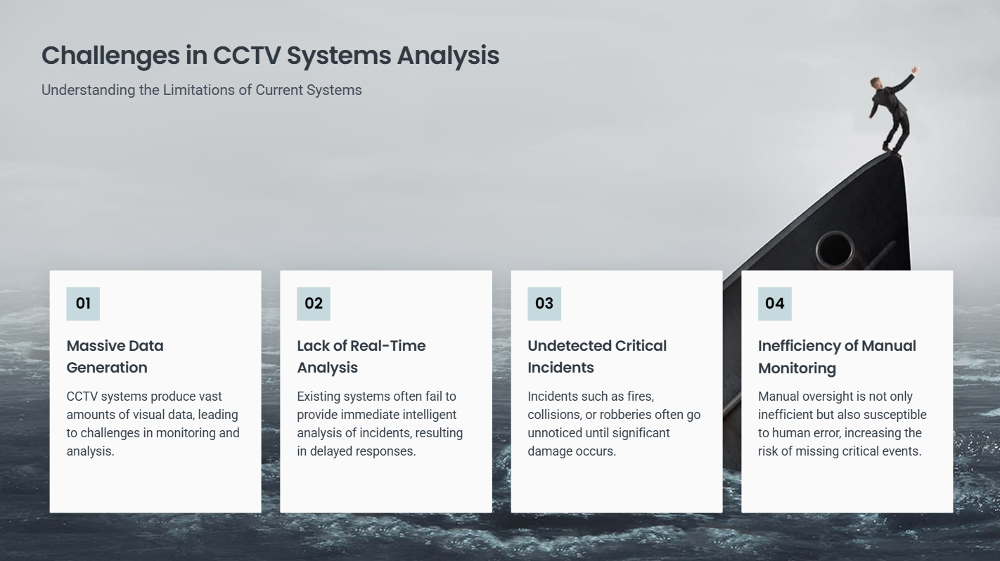 Challenges in CCTV Systems Analysis
Understanding the Limitations of Current Systems
01
Massive Data
Generation
CCTV systems produce vast
amounts of visual data, leading
to challenges in monitoring and
analysis.
02
Lack of Real-Time
Analysis
Existing systems often fail to
provide immediate intelligent
analysis of incidents, resulting
in delayed responses.
03
Undetected Critical
Incidents
Incidents such as fires,
collisions, or robberies often go
unnoticed until significant
damage occurs.
04
Inefficiency of Manual
Monitoring
Manual oversight is not only
inefficient but also susceptible
to human error, increasing the
risk of missing critical events.